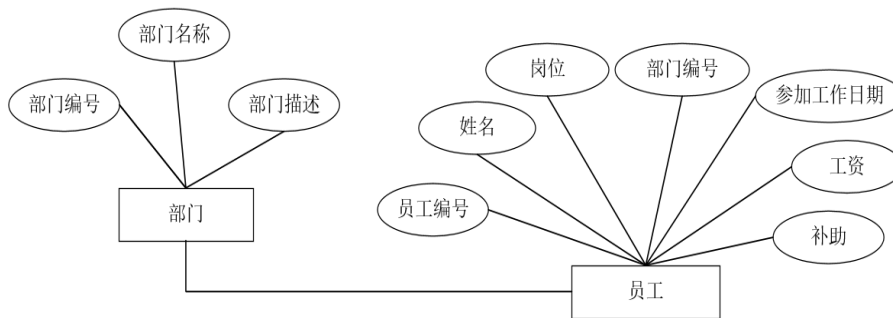 部门名称
部门编号
部门描述
部门
岗位
部门编号
参加工作日期
姓名
工资
员工编号
补助
员工